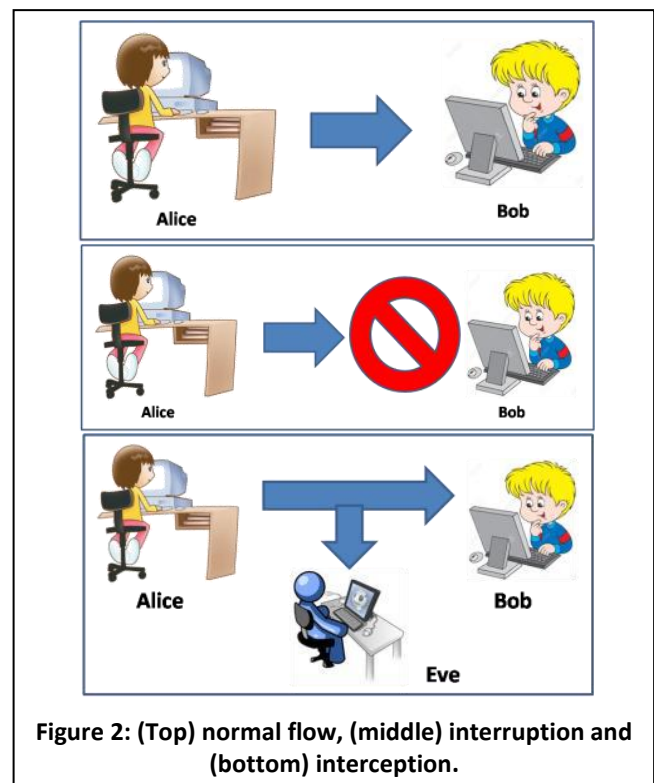 Alice
Bob
Alice
Bob
Alice
Bob
Eve
Figure 2: (Top) normal flow, (middle) interruption and
(bottom) interception.